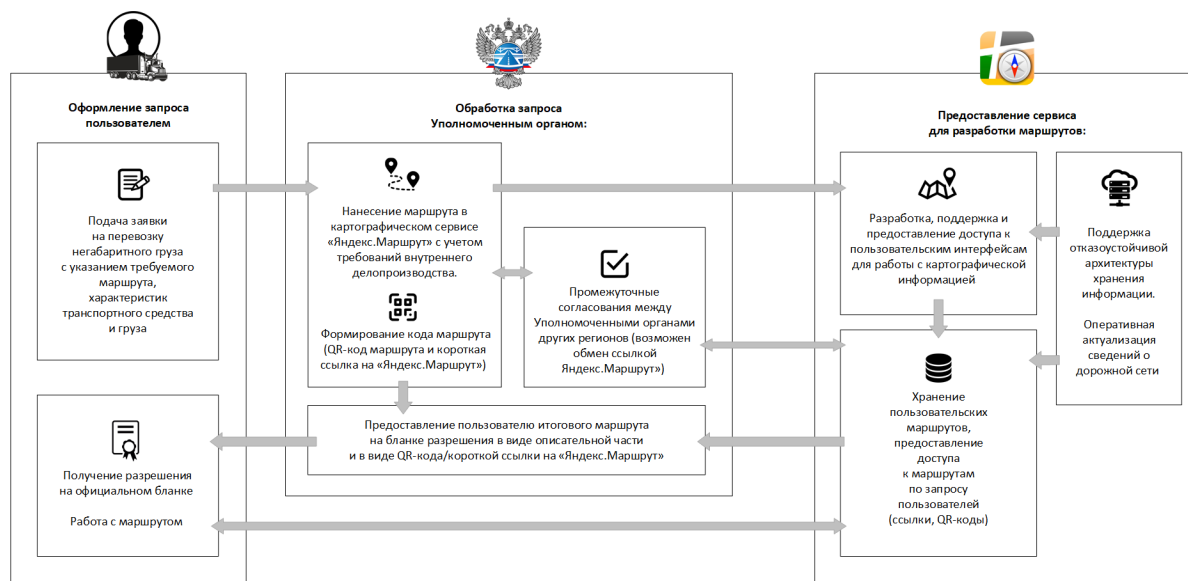 Оформление запроса
пользователем
Подача заявки
на перевозку
негабаритного груза
с указанием требуемого
маршрута,
характеристик
транспортного средства
и груза
Получение разрешения
на официальном бланке
Работа с маршрутом
Обработка запроса
Уполномоченным органом:
Нанесение маршрута в
картографическом сервисе
«Яндекс.Маршрут» с учетом
требований внутреннего
делопроизводства.
Формирование кода маршрута
(QR-код маршрута и короткая
ссылка на «Яндекс.Маршрут»)
Промежуточные
согласования между
Уполномоченными органами
других регионов (возможен
обмен ссылкой
Яндекс.Маршрут»)
Предоставление пользователю итогового маршрута
на бланке разрешения в виде описательной части
и в виде QR-кода/короткой ссылки на «Яндекс.Маршрут»
Предоставление сервиса
для разработки маршрутов:
Разработка, поддержка и
предоставление доступа к
пользовательским интерфейсам
для работы с картографической
информацией
Хранение
пользовательских
маршрутов,
предоставление
доступа
к маршрутам
по запросу
пользователей
(ссылки, QR-коды)
Поддержка
отказоустойчивой
архитектуры
хранения
информации.
Оперативная
актуализация
сведений о
дорожной сети